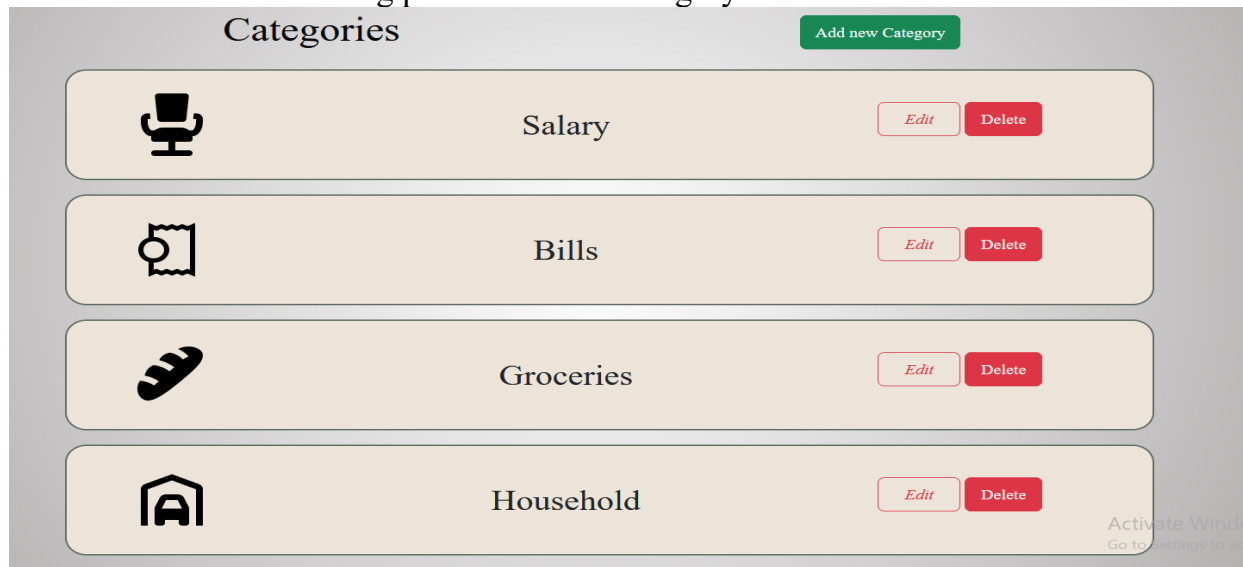 Categories
Add new Category
Salary
Edit
Delete
Bills
Edit
Delete
Groceries
Edit
Delete
Household
Edit
Delete
Activate
Go to Settings to